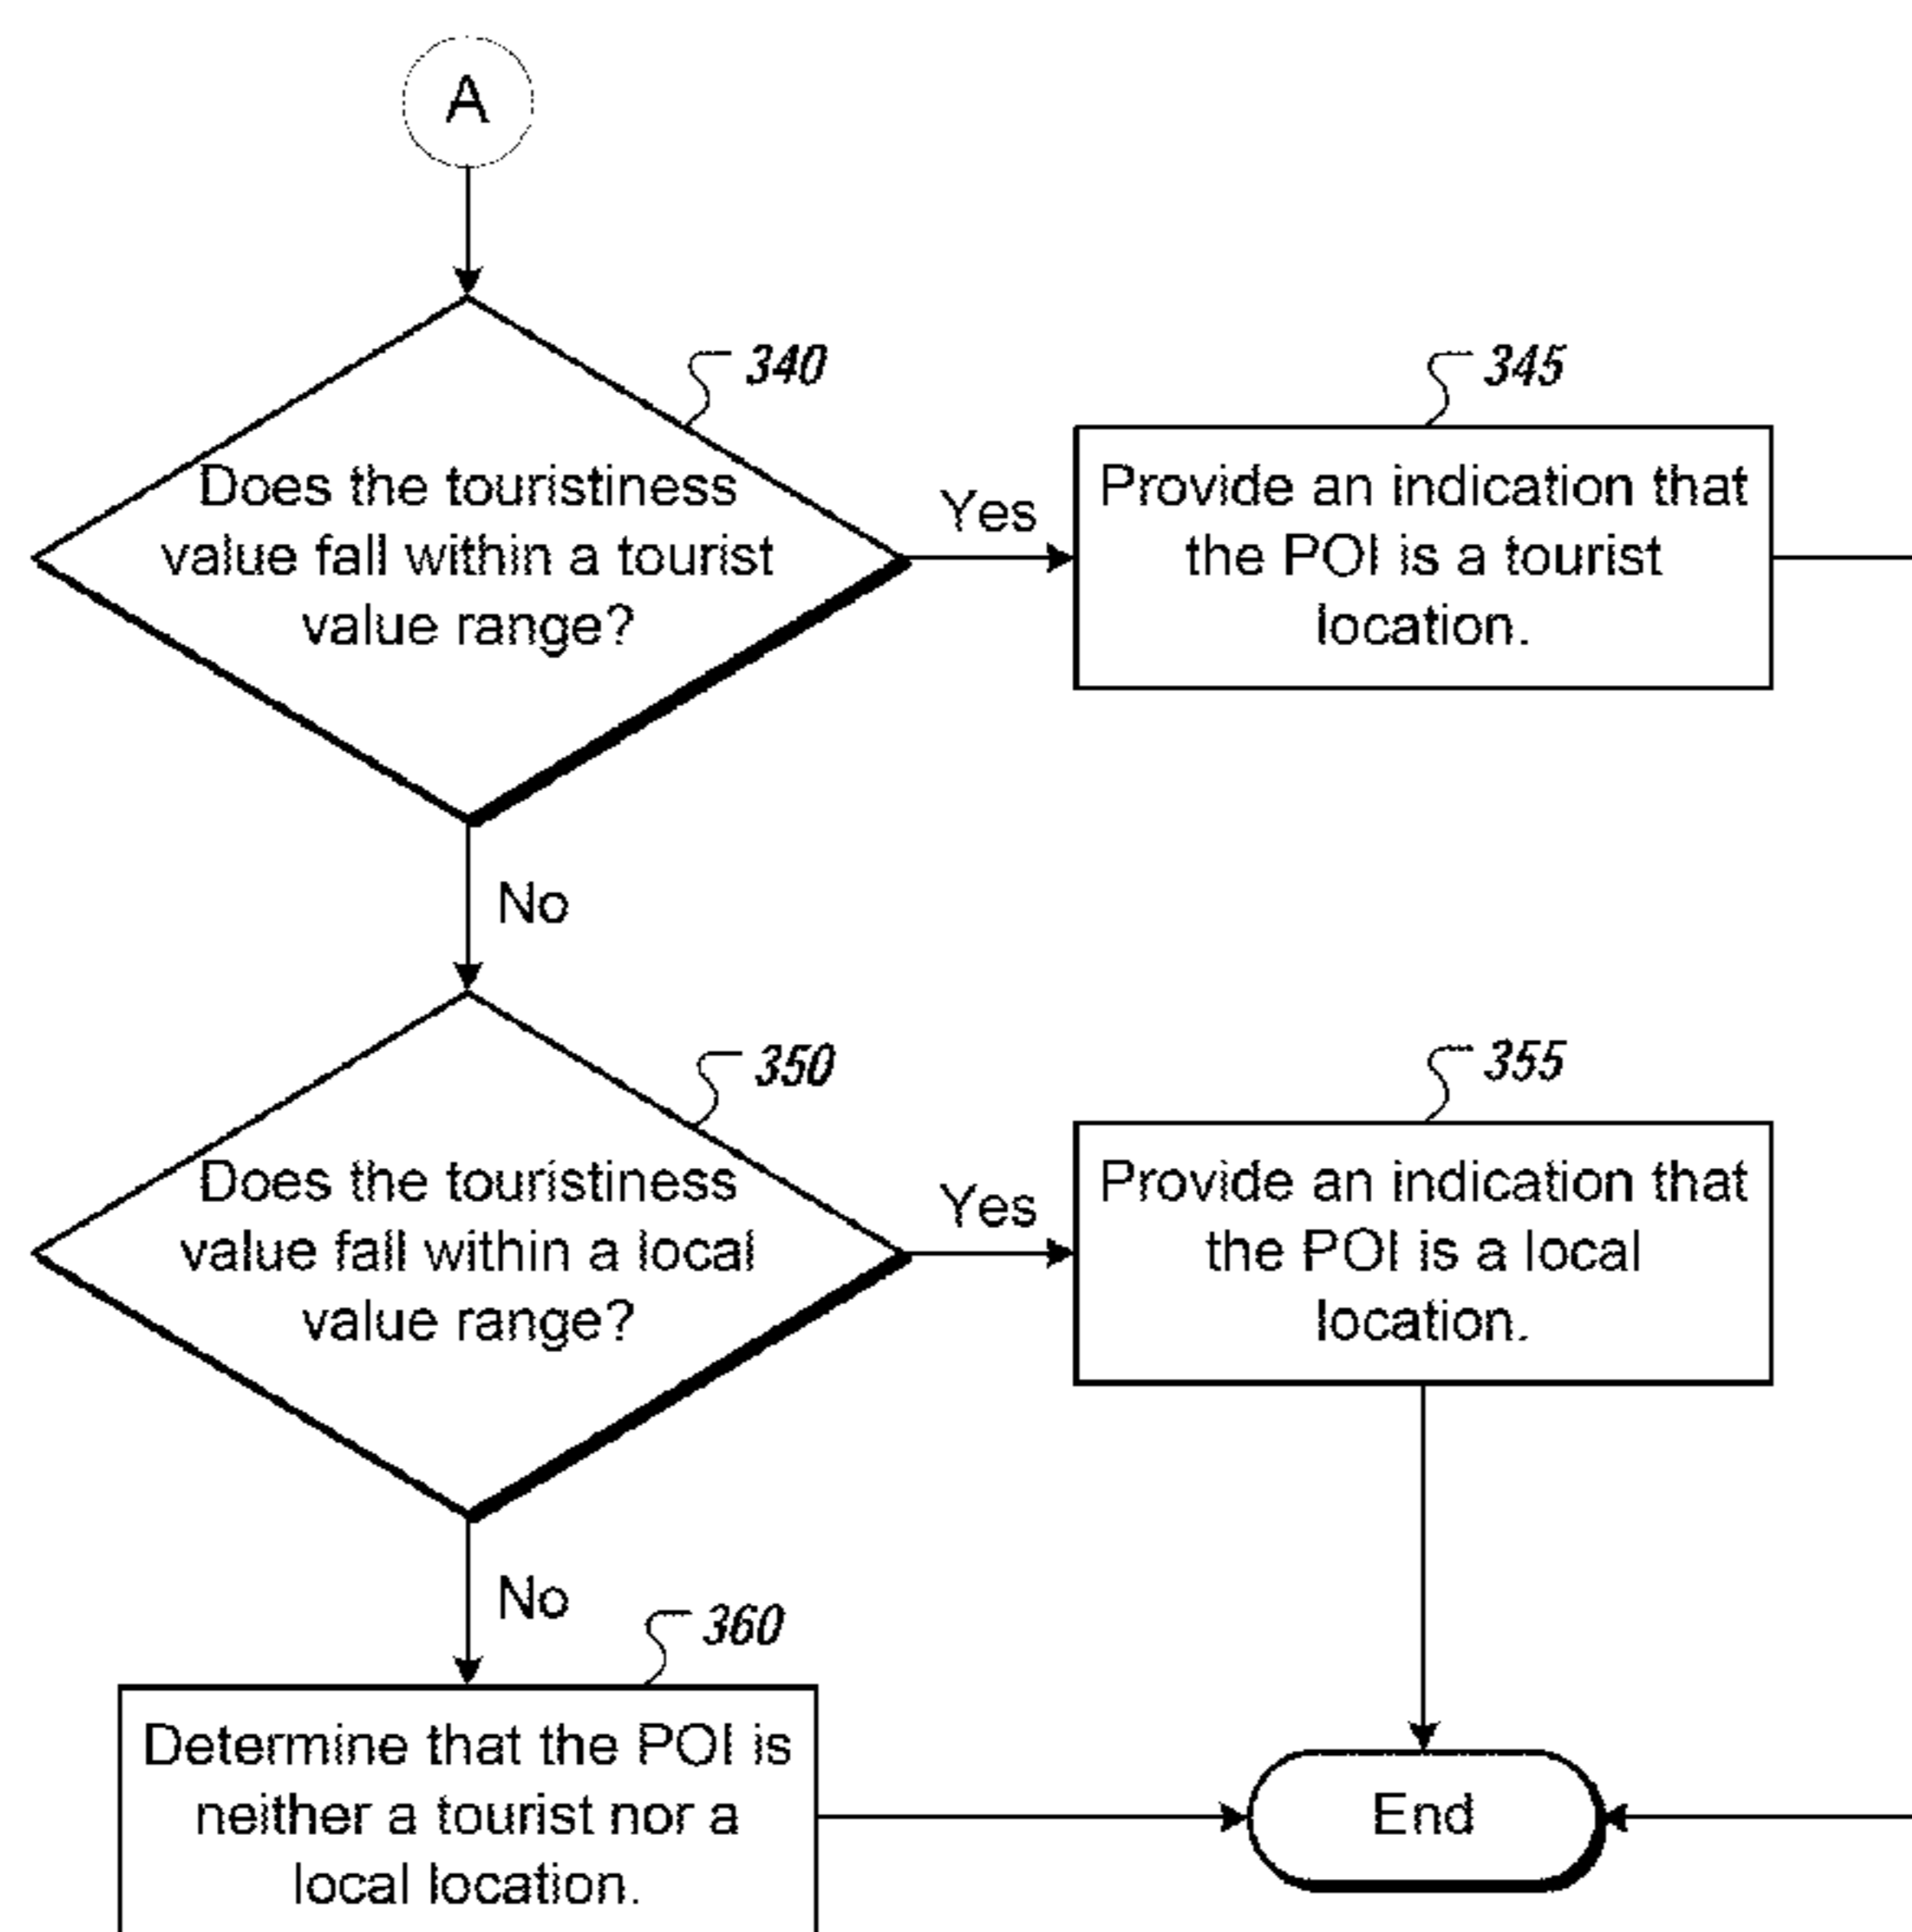 A
340
Does the touristiness
value fall within a tourist
value range?
Yes
345
Provide an indication that
the POI is a tourist
location.
No
350
Does the touristiness
value fall within a local
value range?
Yes
355
Provide an indication that
the POI is a local
location.
No
360
Determine that the POI is
neither a tourist nor a
local location.
End